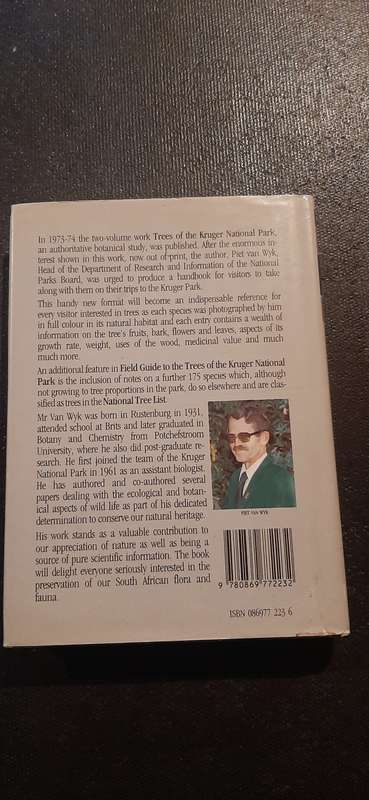 In 1973-74 the two-volume work Trees of the Kruger National Park,
an authoritative botanical study, was published. After the enormous in-
terest shown in this work, now out-of-print, the author, Piet van Wyk,
Head of the Department of Research and Information of the National
Parks Board, was urged to produce a handbook for visitors to take
along with them on their trips to the Kruger Park.
This handy new format will become an indispensable reference for
every visitor interested in trees as each species was photographed by him
in full colour in its natural habitat and each entry contains a wealth of
information on the tree's fruits, bark, flowers and leaves, aspects of its
growth rate, weight, uses of the wood, medicinal value and much
much more.
An additional feature in Field Guide to the Trees of the Kruger National
Park is the inclusion of notes on a further 175 species which, although
not growing to tree proportions in the park, do so elsewhere and are clas-
sified as trees in the National Tree List.
Mr Van Wyk was born in Rustenburg in 1931,
attended school at Brits and later graduated in
Botany and Chemistry from Potchefstroom
University, where he also did post-graduate re-
search. He first joined the team of the Kruger
National Park in 1961 as an assistant biologist.
He has authored and co-authored several
papers dealing with the ecological and botan-
ical aspects of wild life as part of his dedicated
determination to conserve our natural heritage.
PIET VAN WYK
His work stands as a valuable contribution to
our appreciation of nature as well as being a
source of pure scientific information. The book
will delight everyone seriously interested in the
preservation of our South African flora and
fauna.
9 780869 772232
ISBN 086977 223 6